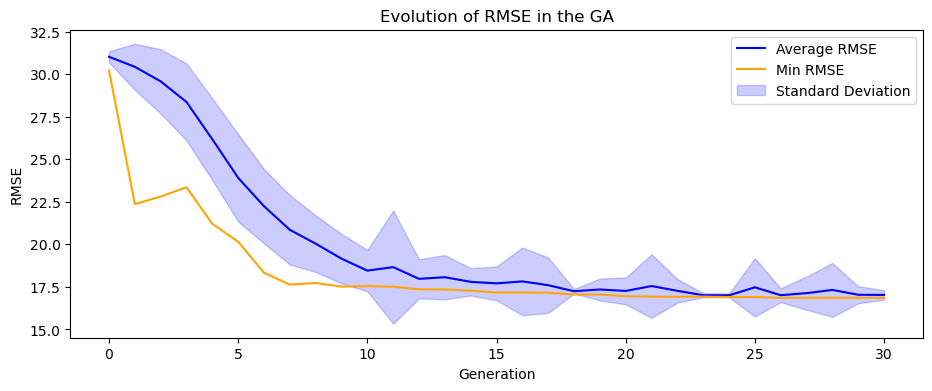 Evolution of RMSE in the GA
32.5
30.0
27.5
25.0
22.5
20.0
17.5
15.0
RMSE
Average RMSE
Min RMSE
Standard Deviation
0 5 10 15 20 25 30
Generation